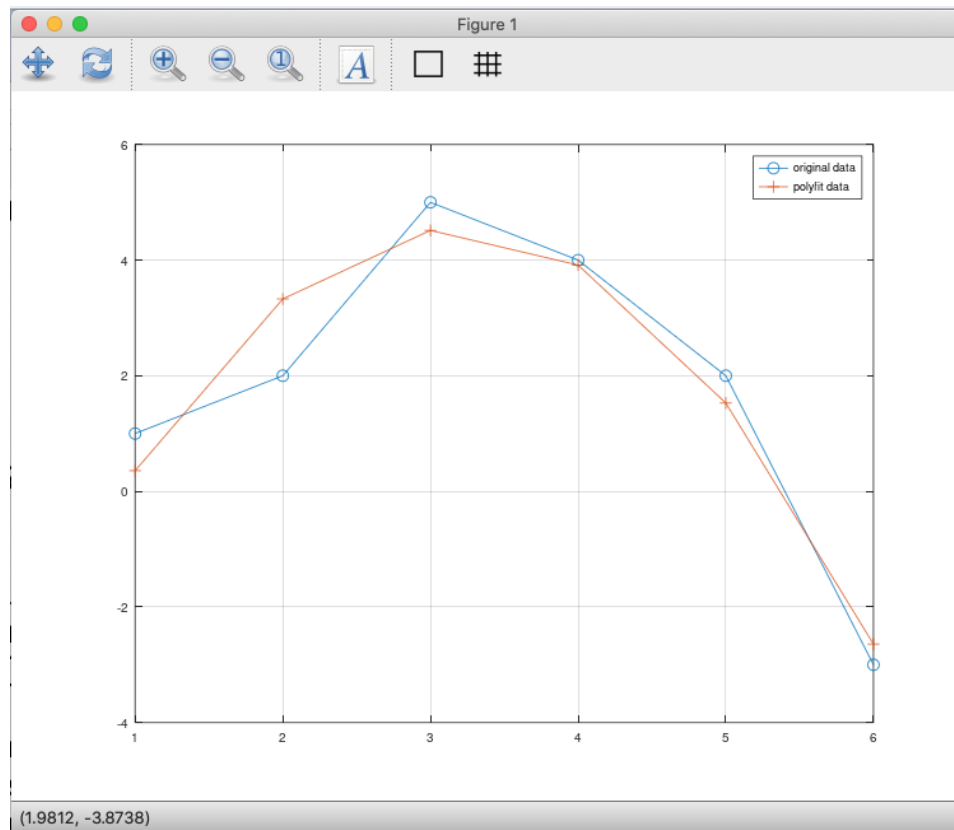 Figure 1
A
6
original data
polyfit data
4
2
0
-2
-4
1 2 3 4 5 6
(1.9812, -3.8738)